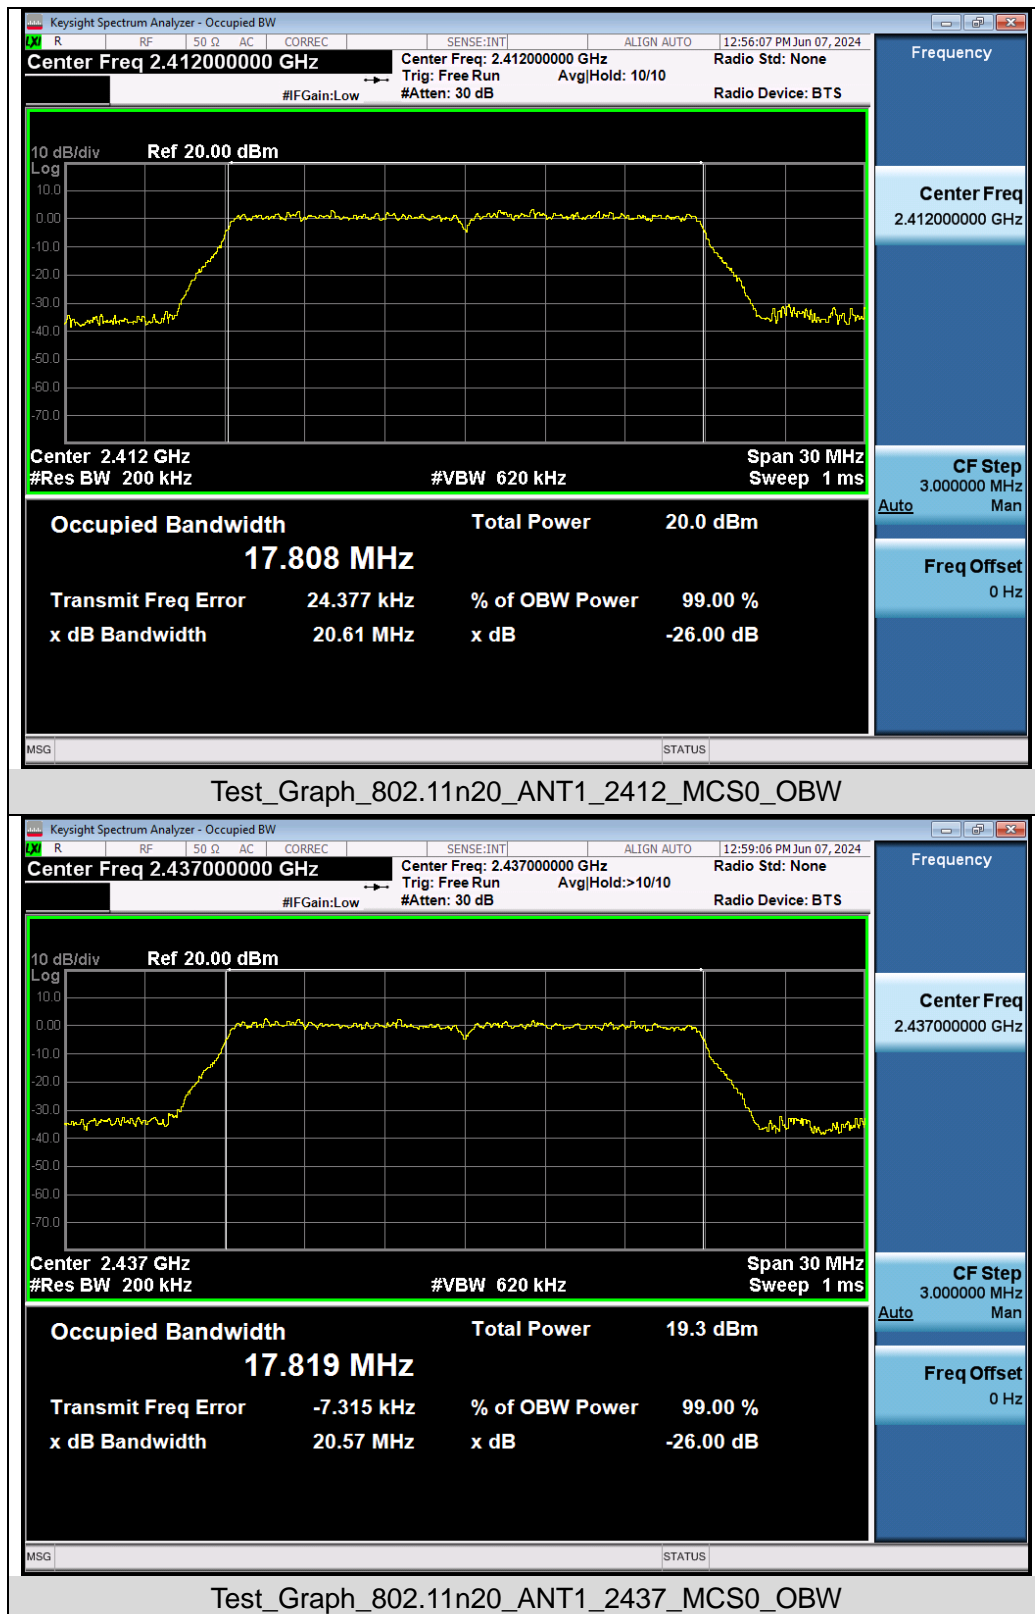 Keysight Spectrum Analyzer - Occupied BW
LXI R RF 50 Ω AC CORREC SENSE:INT ALIGN AUTO 12:56:07 PM Jun 07, 2024
Center Freq 2.412000000 GHz
Center Freq: 2.412000000 GHz
Radio Std: None
Trig: Free Run Avg|Hold: 10/10
#IFGain:Low
#Atten: 30 dB
Radio Device: BTS
Frequency
10 dB/div Ref 20.00 dBm
Log
10.0
0.00
-10.0
-20.0
-30.0
-40.0
-50.0
-60.0
-70.0
Center 2.412 GHz Span 30 MHz
#Res BW 200 kHz #VBW 620 kHz Sweep 1 ms
Center Freq
2.412000000 GHz
CF Step
3.000000 MHz
Auto Man
Freq Offset
0 Hz
Occupied Bandwidth Total Power 20.0 dBm
17.808 MHz
Transmit Freq Error 24.377 kHz % of OBW Power 99.00 %
x dB Bandwidth 20.61 MHz x dB -26.00 dB
MSG STATUS
Test_Graph_802.11n20_ANT1_2412_MCS0_OBW
Keysight Spectrum Analyzer - Occupied BW
LXI R RF 50 Ω AC CORREC SENSE:INT ALIGN AUTO 12:59:06 PM Jun 07, 2024
Center Freq 2.437000000 GHz
Center Freq: 2.437000000 GHz
Radio Std: None
Trig: Free Run Avg|Hold:>10/10
#IFGain:Low
#Atten: 30 dB
Radio Device: BTS
Frequency
10 dB/div Ref 20.00 dBm
Log
10.0
0.00
-10.0
-20.0
-30.0
-40.0
-50.0
-60.0
-70.0
Center 2.437 GHz Span 30 MHz
#Res BW 200 kHz #VBW 620 kHz Sweep 1 ms
Center Freq
2.437000000 GHz
CF Step
3.000000 MHz
Auto Man
Freq Offset
0 Hz
Occupied Bandwidth Total Power 19.3 dBm
17.819 MHz
Transmit Freq Error -7.315 kHz % of OBW Power 99.00 %
x dB Bandwidth 20.57 MHz x dB -26.00 dB
MSG STATUS
Test_Graph_802.11n20_ANT1_2437_MCS0_OBW